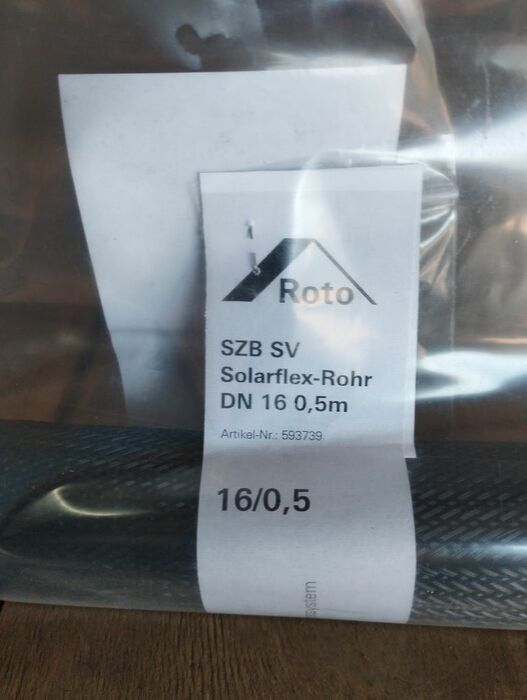 Roto
SZB SV
Solarflex-Rohr
DN 16 0,5m
Artikel-Nr.: 593739
16/0,5